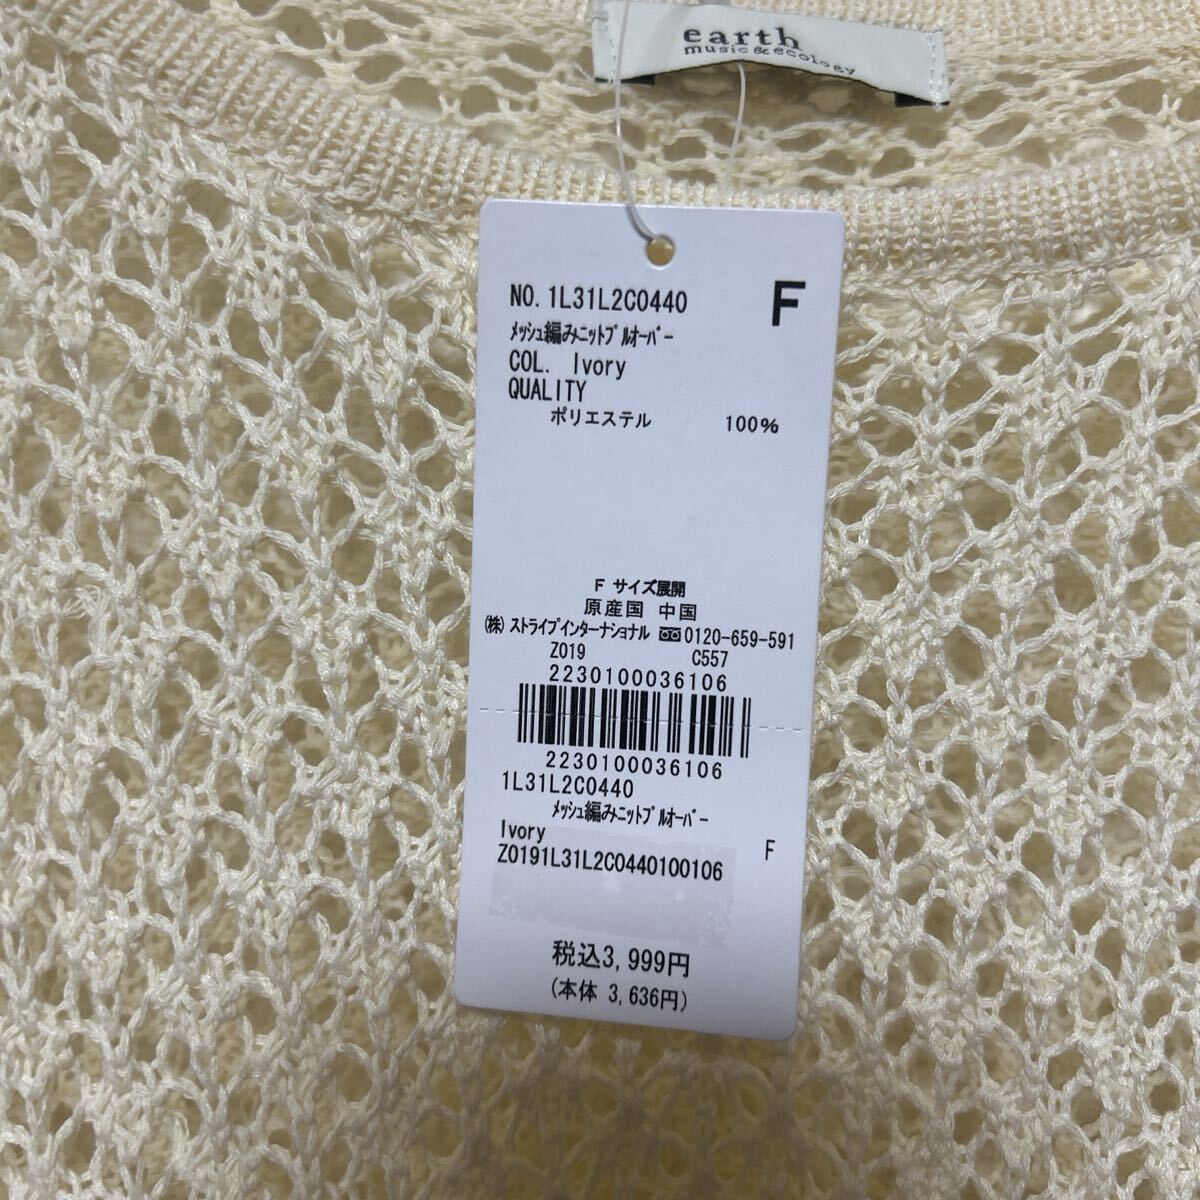 earth
music&ecology
NO. 1L31L2C0440 F
メッシュ編みニットプルオーバー
COL. Ivory
QUALITY
ポリエステル 100%
F サイズ展開
原産国 中国
(株) ストライプインターナショナル 0120-659-591
Z019 C557
2230100036106
2230100036106
1L31L2C0440
メッシュ編みニットプルオーバー
Ivory F
Z0191L31L2C0440100106
税込3,999円
(本体 3,636円)